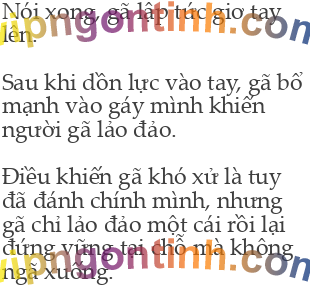 Nói xong, gã lập tức giơ tay
lên.
Sau khi dồn lực vào tay, gã bổ
mạnh vào gáy mình khiến
người gã lảo đảo.
Điều khiến gã khó xử là tuy
đã đánh chính mình, nhưng
gã chỉ lảo đảo một cái rồi lại
đứng vững tại chỗ mà không
ngã xuống.